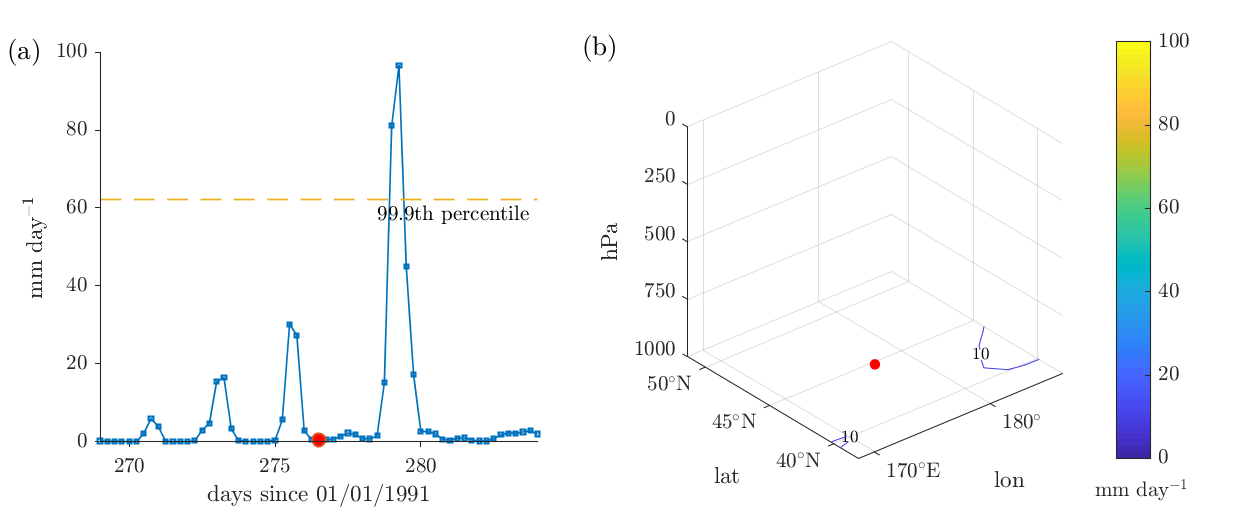 (a)
100
80
60
40
20
0
mm day⁻¹
99.9th percentile
270
275
280
days since 01/01/1991
(b)
0
250
500
750
1000
hPa
50°N
45°N
40°N
lat
10
10
180°
170°E
lon
100
80
60
40
20
0
mm day⁻¹